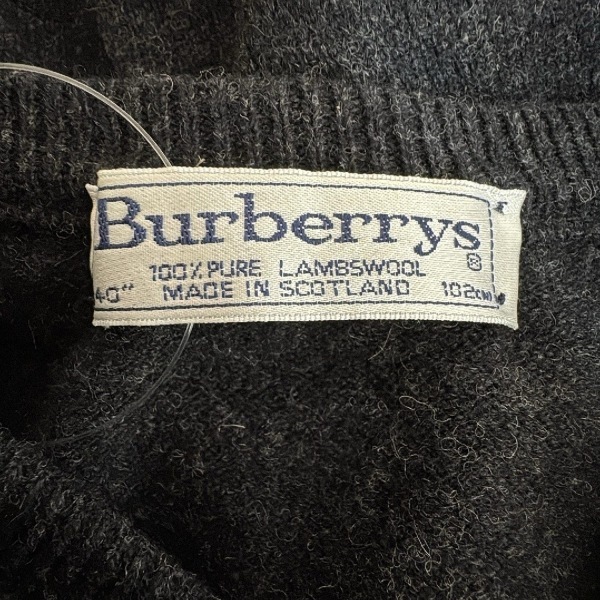 Burberrys
®
100% PURE LAMBSWOOL
40" MADE IN SCOTLAND 102cm